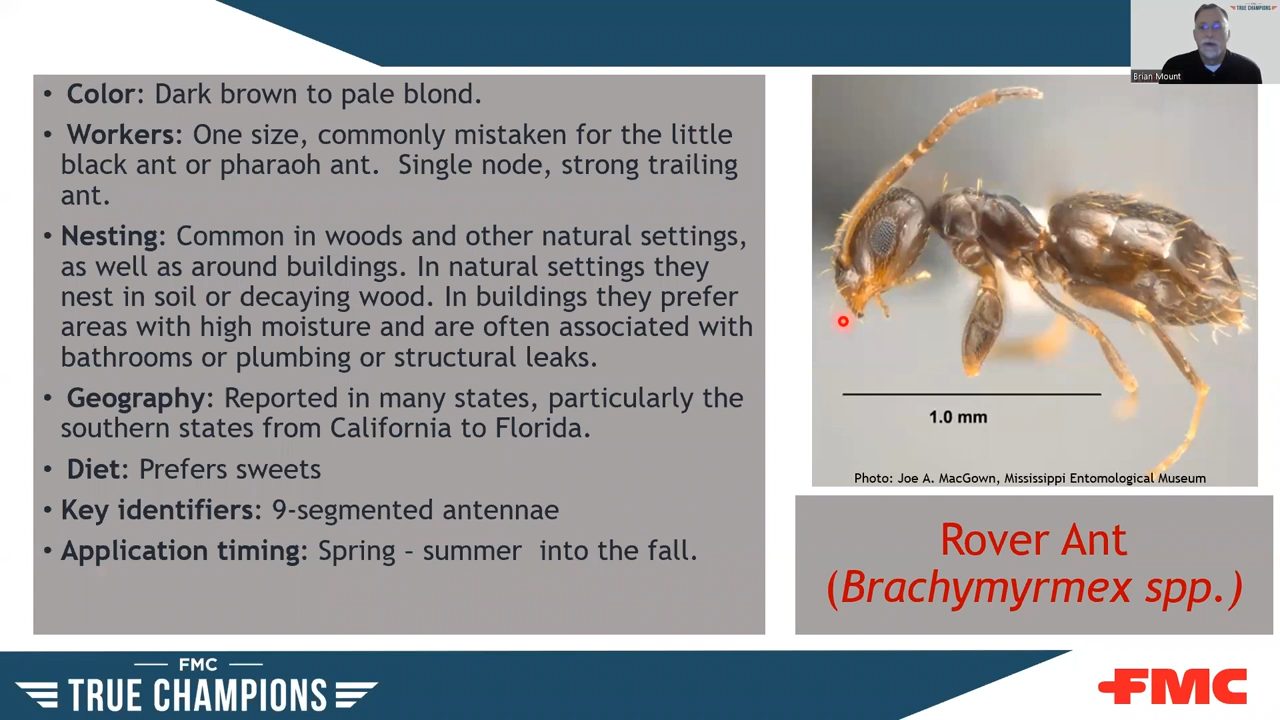 TRUE CHAMPIONS
Brian Mount
• Color: Dark brown to pale blond.
• Workers: One size, commonly mistaken for the little
black ant or pharaoh ant.  Single node, strong trailing
ant.
• Nesting: Common in woods and other natural settings,
as well as around buildings. In natural settings they
nest in soil or decaying wood. In buildings they prefer
areas with high moisture and are often associated with
bathrooms or plumbing or structural leaks.
• Geography: Reported in many states, particularly the
southern states from California to Florida.
• Diet: Prefers sweets
• Key identifiers: 9-segmented antennae
• Application timing: Spring – summer  into the fall.
1.0 mm
Photo: Joe A. MacGown, Mississippi Entomological Museum
Rover Ant
(Brachymyrmex spp.)
FMC
TRUE CHAMPIONS
FMC